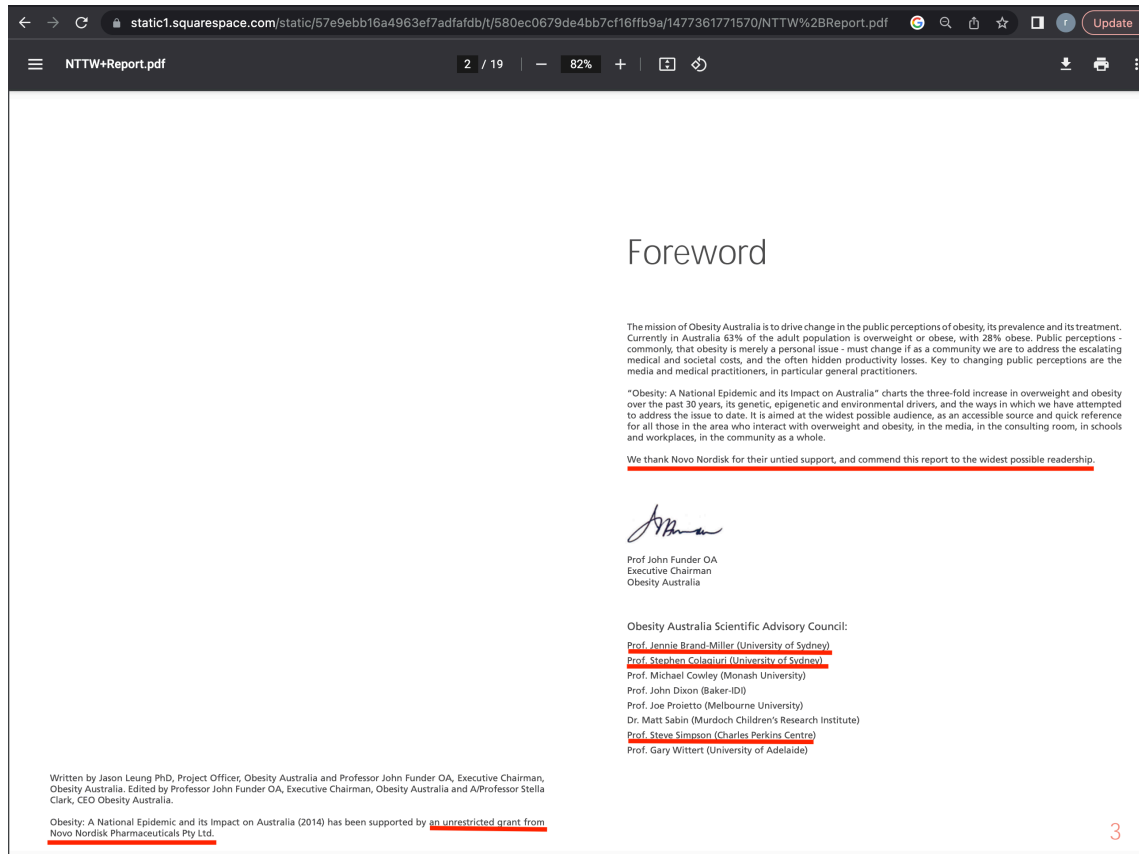 static1.squarespace.com/static/57e9ebb16a4963ef7adfafdb/t/580ec0679de4bb7cf16ffb9a/1477361771570/NTTW%2BReport.pdf
G
r
Update
NTTW+Report.pdf
2 / 19
82%
Foreword
The mission of Obesity Australia is to drive change in the public perceptions of obesity, its prevalence and its treatment.
Currently in Australia 63% of the adult population is overweight or obese, with 28% obese. Public perceptions -
commonly, that obesity is merely a personal issue - must change if as a community we are to address the escalating
medical and societal costs, and the often hidden productivity losses. Key to changing public perceptions are the
media and medical practitioners, in particular general practitioners.
"Obesity: A National Epidemic and its Impact on Australia" charts the three-fold increase in overweight and obesity
over the past 30 years, its genetic, epigenetic and environmental drivers, and the ways in which we have attempted
to address the issue to date. It is aimed at the widest possible audience, as an accessible source and quick reference
for all those in the area who interact with overweight and obesity, in the media, in the consulting room, in schools
and workplaces, in the community as a whole.
We thank Novo Nordisk for their untied support, and commend this report to the widest possible readership.
Prof John Funder OA
Executive Chairman
Obesity Australia
Obesity Australia Scientific Advisory Council:
Prof. Jennie Brand-Miller (University of Sydney)
Prof. Stephen Colagiuri (University of Sydney)
Prof. Michael Cowley (Monash University)
Prof. John Dixon (Baker-IDI)
Prof. Joe Proietto (Melbourne University)
Dr. Matt Sabin (Murdoch Children's Research Institute)
Prof. Steve Simpson (Charles Perkins Centre)
Prof. Gary Wittert (University of Adelaide)
Written by Jason Leung PhD, Project Officer, Obesity Australia and Professor John Funder OA, Executive Chairman,
Obesity Australia. Edited by Professor John Funder OA, Executive Chairman, Obesity Australia and A/Professor Stella
Clark, CEO Obesity Australia.
Obesity: A National Epidemic and its Impact on Australia (2014) has been supported by an unrestricted grant from
Novo Nordisk Pharmaceuticals Pty Ltd.
3